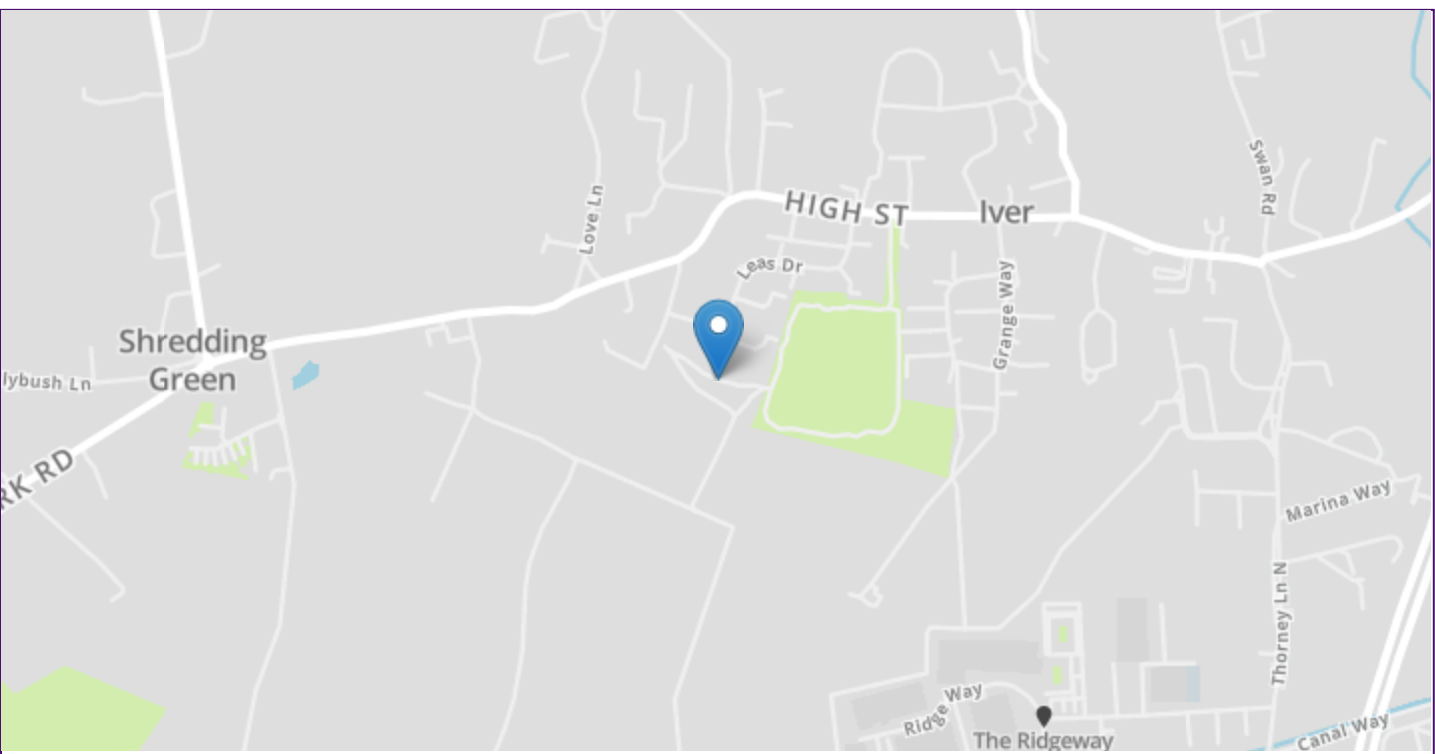 Swan Rd
Love Ln
HIGH ST
Iver
Leas Dr
Grange Way
Shredding
Green
lybush Ln
RK RD
Marina Way
Thorney Ln N
Ridge Way
The Ridgeway
Canal Way